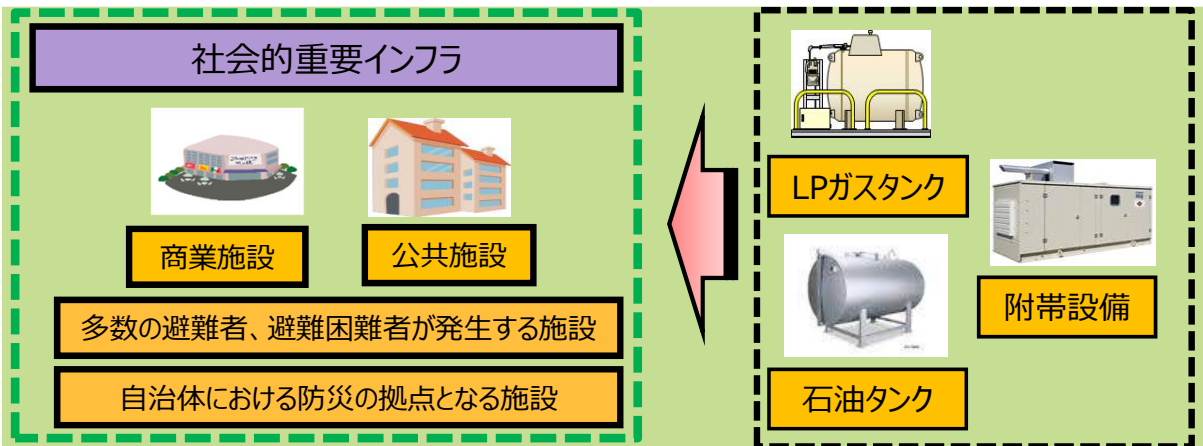 社会的重要インフラ
商業施設
公共施設
多数の避難者、避難困難者が発生する施設
自治体における防災の拠点となる施設
LPガスタンク
附帯設備
石油タンク